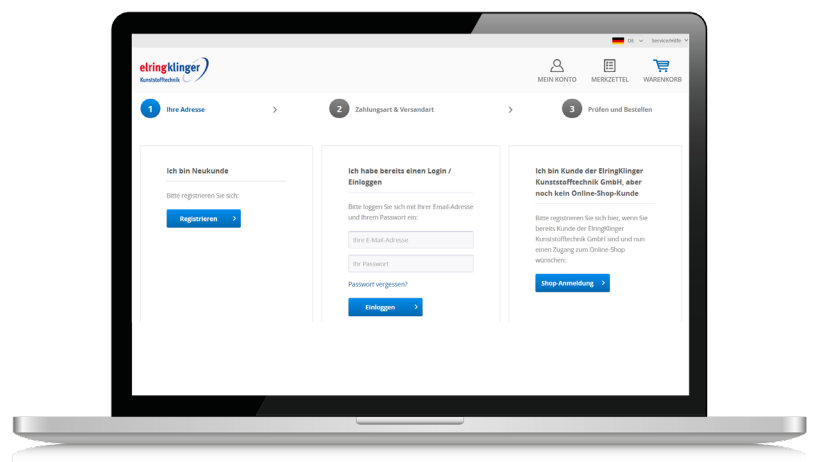 DE Service/Hilfe
elringklinger
Kunststofftechnik
MEIN KONTO MERKZETTEL WARENKORB
1 Ihre Adresse 2 Zahlungsart & Versandart 3 Prüfen und Bestellen
Ich bin Neukunde
Bitte registrieren Sie sich:
Registrieren
Ich habe bereits einen Login /
Einloggen
Bitte loggen Sie sich mit Ihrer Email-Adresse
und Ihrem Passwort ein:
Ihre E-Mail-Adresse
Ihr Passwort
Passwort vergessen?
Einloggen
Ich bin Kunde der ElringKlinger
Kunststofftechnik GmbH, aber
noch kein Online-Shop-Kunde
Bitte registrieren Sie sich hier, wenn Sie
bereits Kunde der ElringKlinger
Kunststofftechnik GmbH sind und nun
einen Zugang zum Online-Shop
wünschen:
Shop-Anmeldung